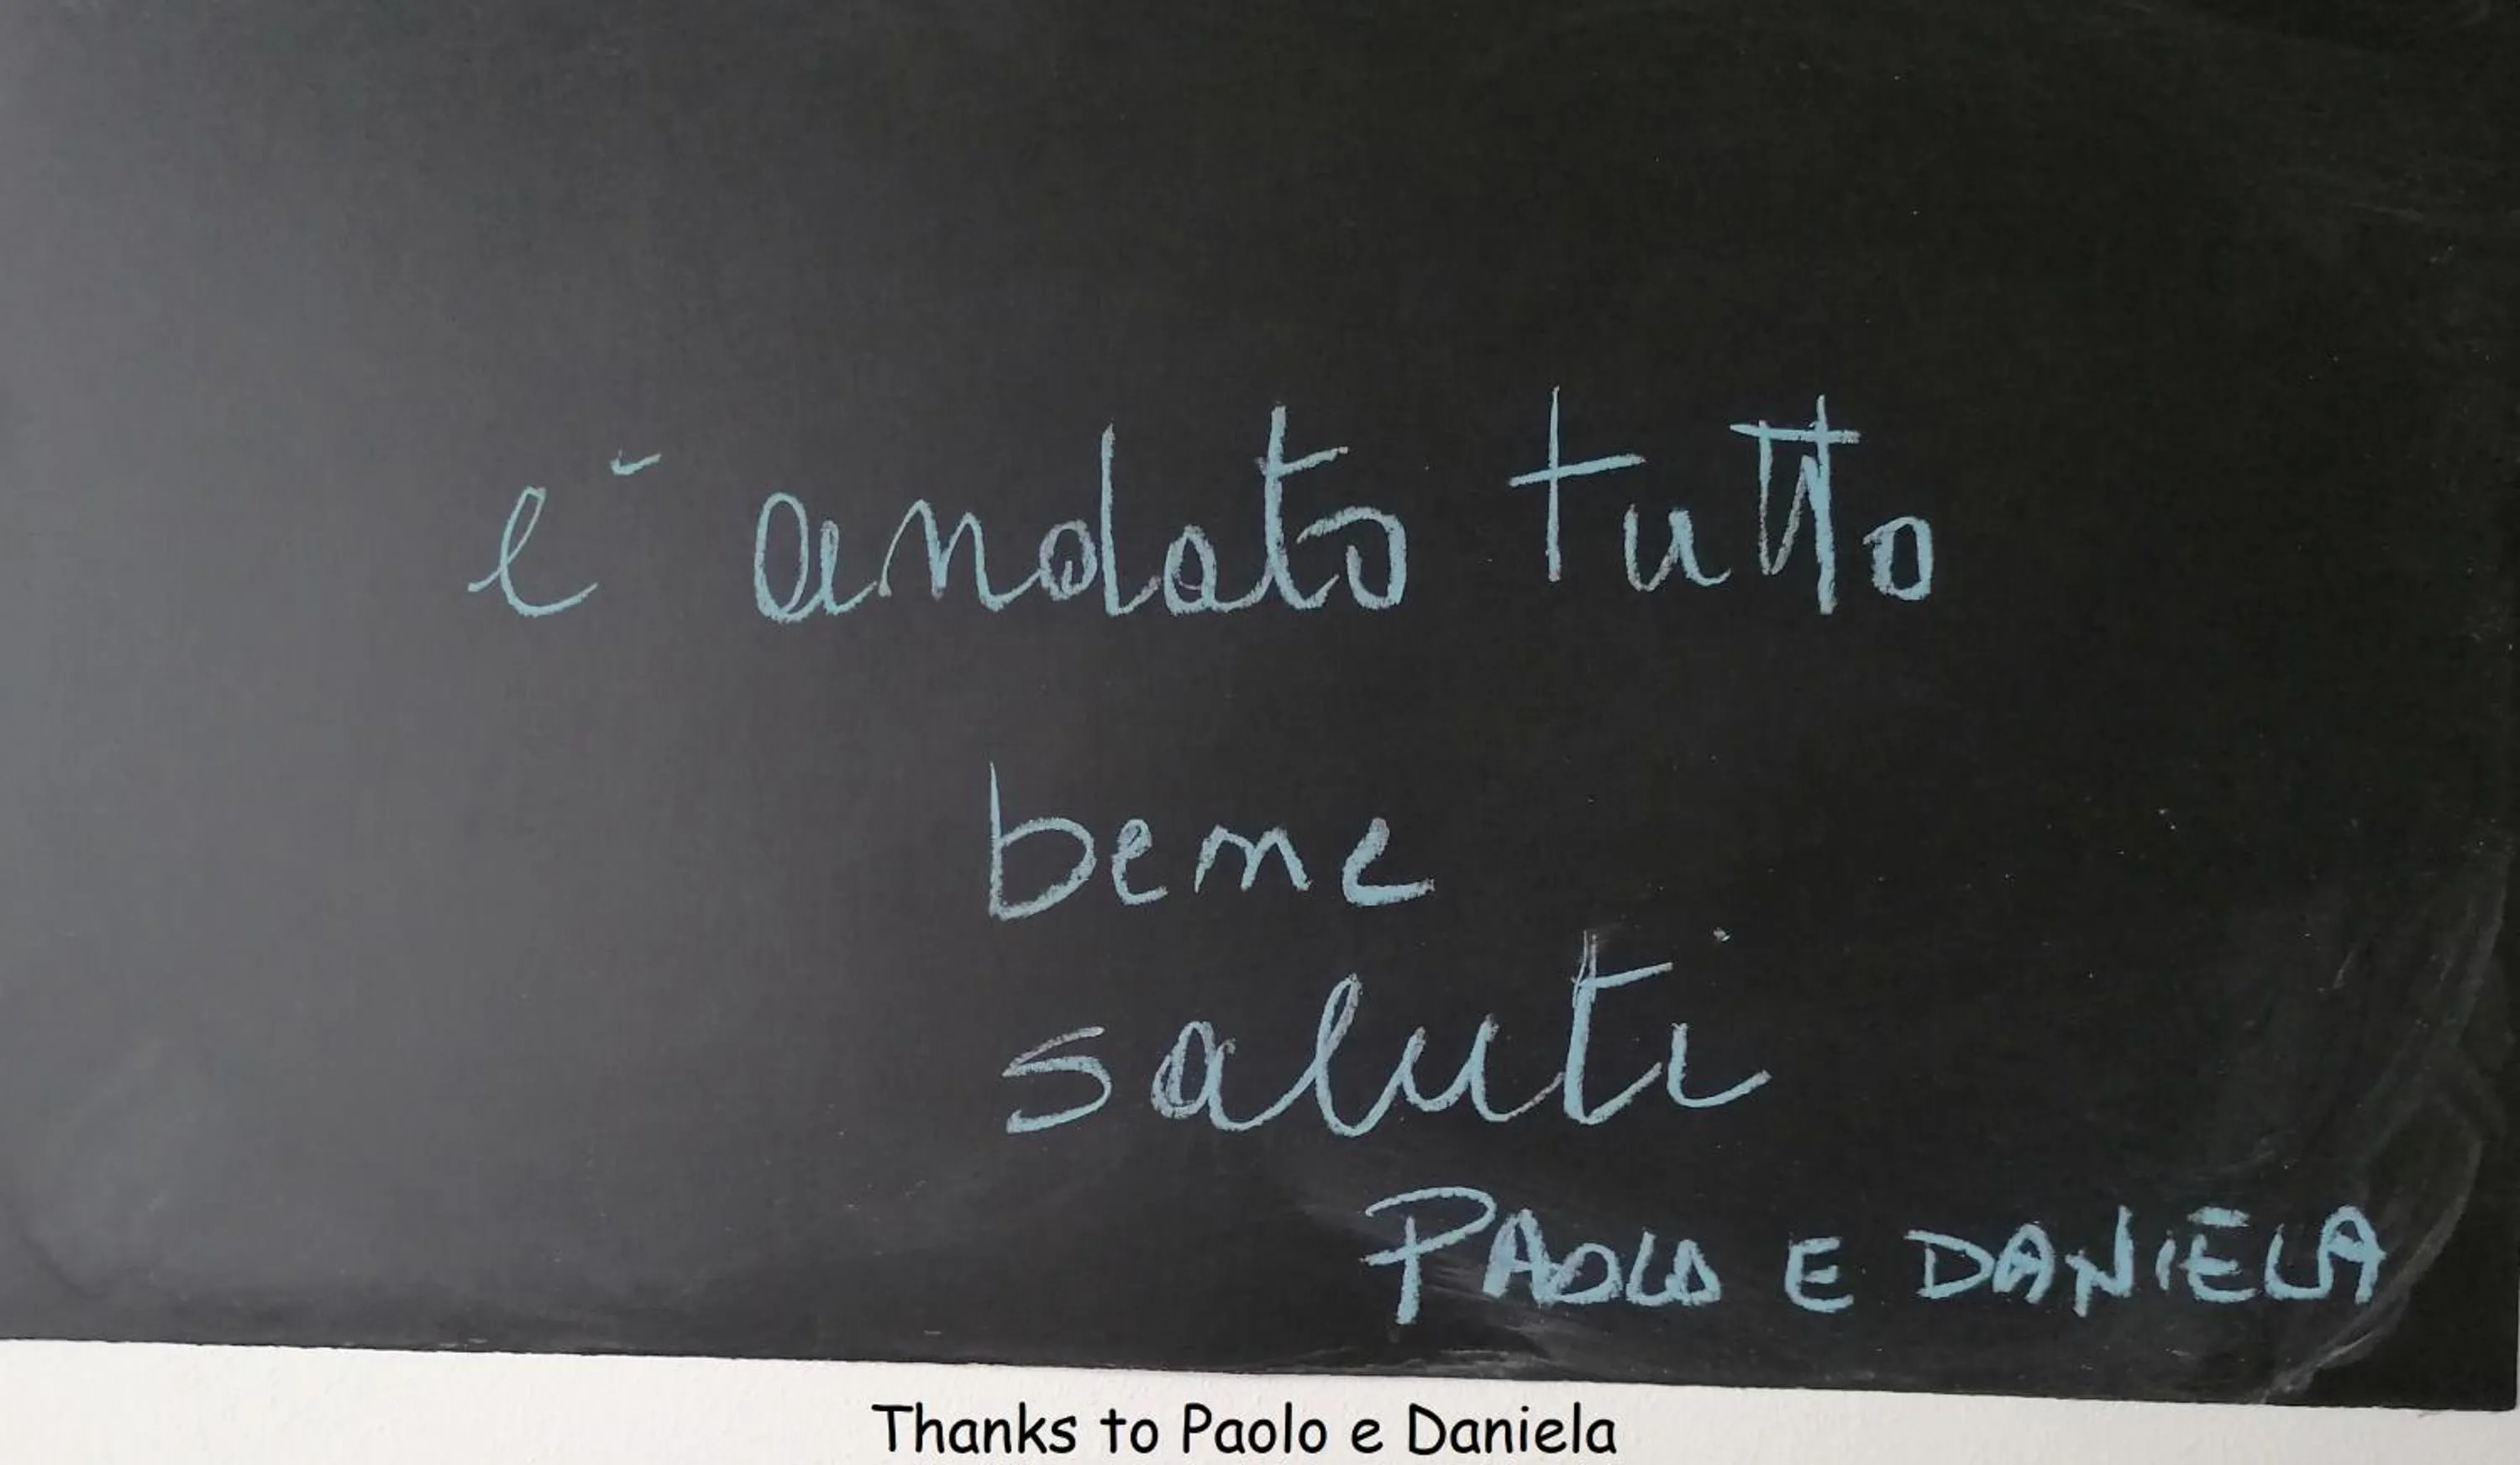 è andato tutto
bene
saluti
PAOLO E DANIELA
Thanks to Paolo e Daniela